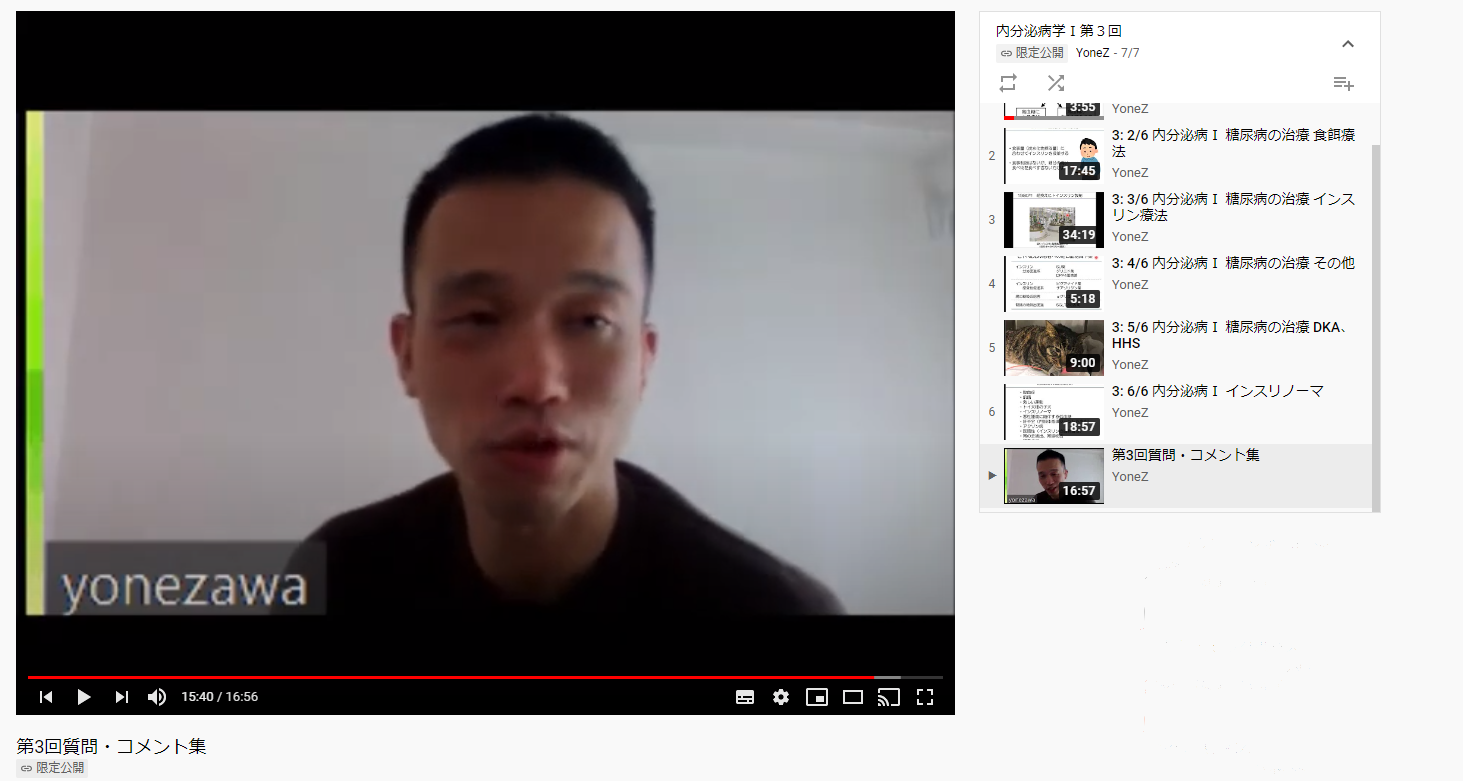 yonezawa
15:40 / 16:56
第3回質問・コメント集
限定公開
内分泌病学Ⅰ第３回
限定公開 YoneZ - 7/7
3:55
YoneZ
2
17:45
3: 2/6 内分泌病Ⅰ 糖尿病の治療 食餌療
法
YoneZ
3
34:19
3: 3/6 内分泌病Ⅰ 糖尿病の治療 インス
リン療法
YoneZ
4
5:18
3: 4/6 内分泌病Ⅰ 糖尿病の治療 その他
YoneZ
5
9:00
3: 5/6 内分泌病Ⅰ 糖尿病の治療 DKA、
HHS
YoneZ
6
18:57
3: 6/6 内分泌病Ⅰ インスリノーマ
YoneZ
yonezawa
16:57
第3回質問・コメント集
YoneZ